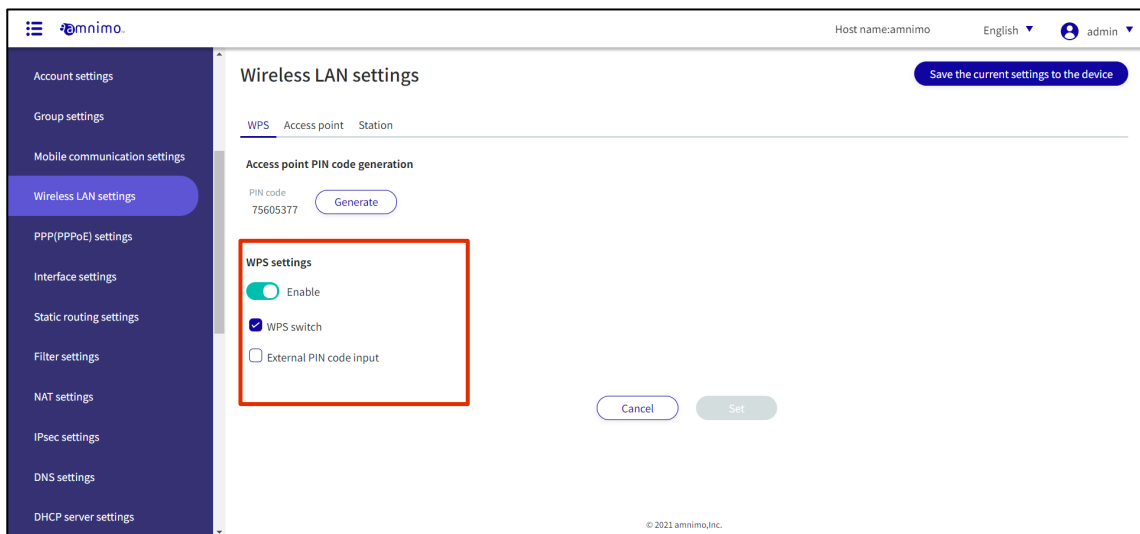 amnimo
Host name:amnimo
English
admin
Account settings
Group settings
Mobile communication settings
Wireless LAN settings
PPP(PPPoE) settings
Interface settings
Static routing settings
Filter settings
NAT settings
IPsec settings
DNS settings
DHCP server settings
Wireless LAN settings
Save the current settings to the device
WPS Access point Station
Access point PIN code generation
PIN code
75605377
Generate
WPS settings
Enable
WPS switch
External PIN code input
Cancel
Set
© 2021 amnimo,Inc.